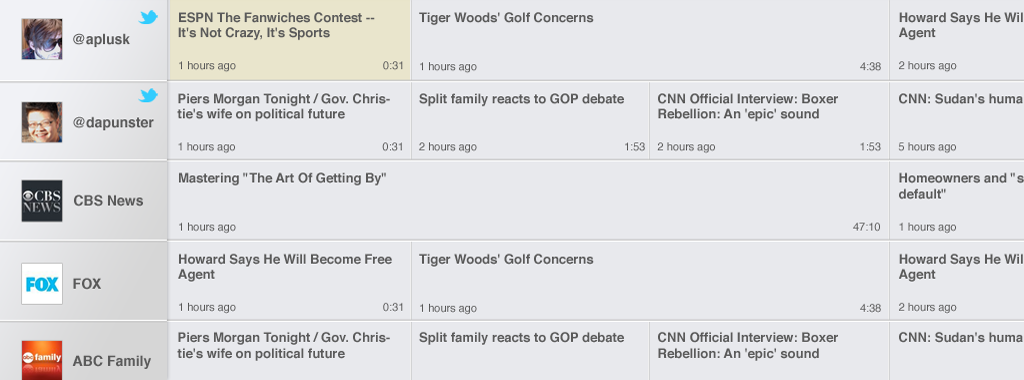 @aplusk
ESPN The Fanwiches Contest --
It's Not Crazy, It's Sports
1 hours ago
0:31
Tiger Woods' Golf Concerns
1 hours ago
4:38
Howard Says He Wil
Agent
2 hours ago
@dapunster
Piers Morgan Tonight / Gov. Chris-
tie's wife on political future
1 hours ago
0:31
Split family reacts to GOP debate
2 hours ago
1:53
CNN Official Interview: Boxer
Rebellion: An 'epic' sound
2 hours ago
1:53
CNN: Sudan's huma
5 hours ago
CBS
NEWS
CBS News
Mastering "The Art Of Getting By"
1 hours ago
47:10
Homeowners and "s
default"
1 hours ago
FOX
FOX
Howard Says He Will Become Free
Agent
1 hours ago
0:31
Tiger Woods' Golf Concerns
1 hours ago
4:38
Howard Says He Wil
Agent
2 hours ago
abc family
ABC Family
Piers Morgan Tonight / Gov. Chris-
tie's wife on political future
Split family reacts to GOP debate
CNN Official Interview: Boxer
Rebellion: An 'epic' sound
CNN: Sudan's huma